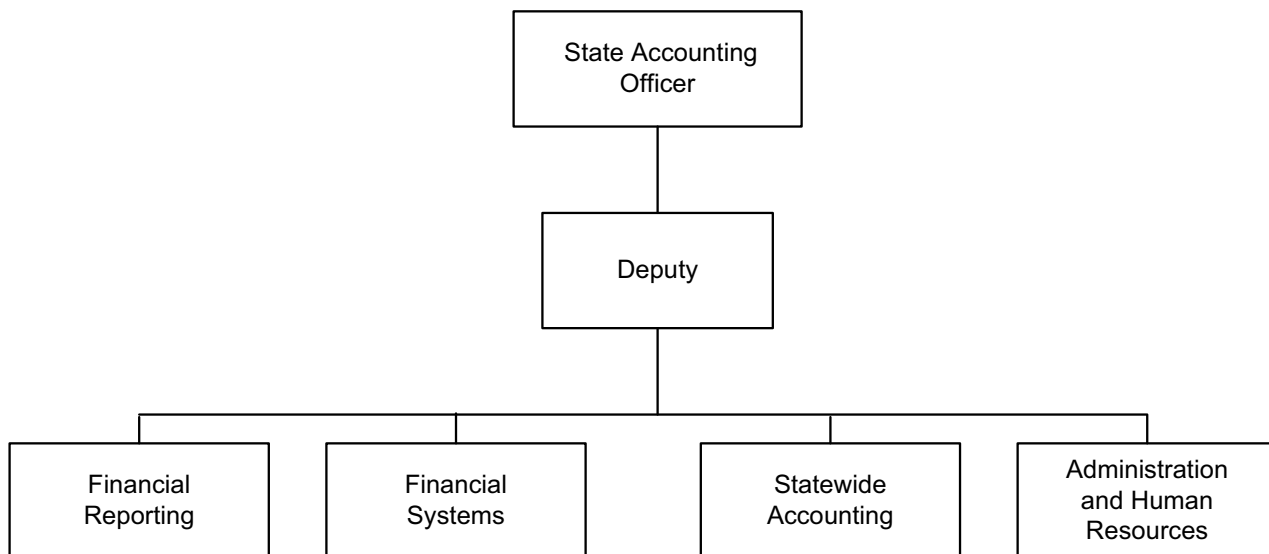 State Accounting
Officer
Deputy
Financial
Reporting
Financial
Systems
Statewide
Accounting
Administration
and Human
Resources